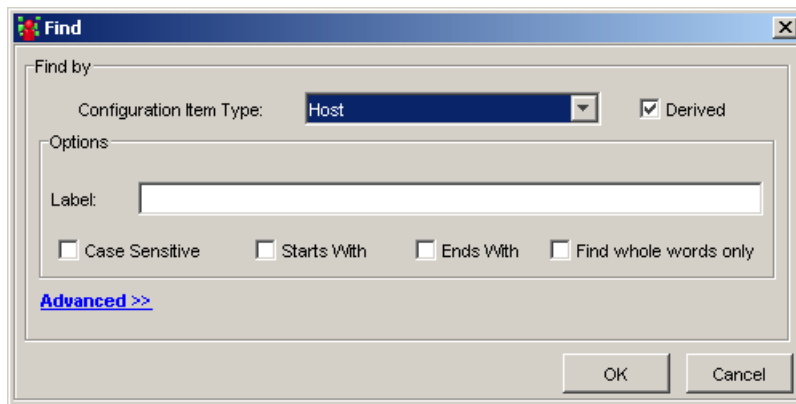 Find
Find by
Configuration Item Type: Host Derived
Options
Label:
Case Sensitive Starts With Ends With Find whole words only
Advanced >>
OK Cancel